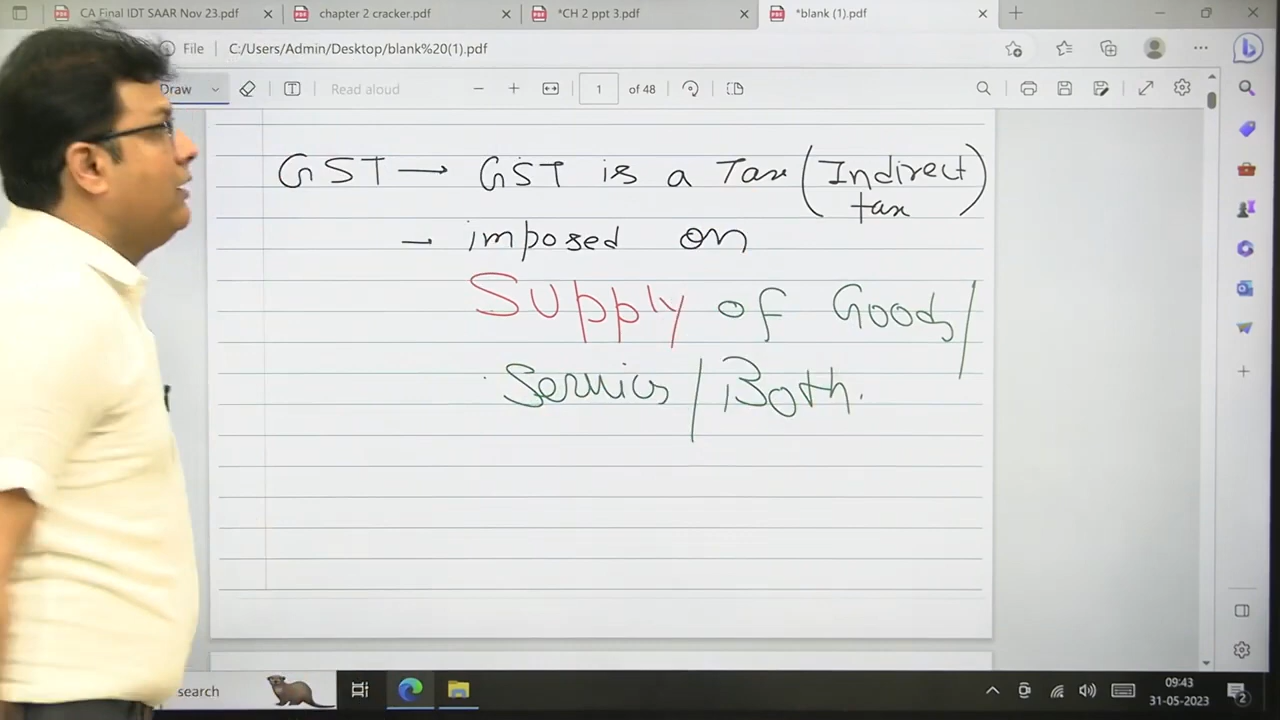 CA Final IDT SAAR Nov 23.pdf
chapter 2 cracker.pdf
*CH 2 ppt 3.pdf
*blank (1).pdf
File
C:/Users/Admin/Desktop/blank%20(1).pdf
Draw
Read aloud
1 of 48
GST → GST is a Tax (Indirect
tax)
→ imposed on
Supply of Goods/
Services/Both.
search
09:43
31-05-2023
2